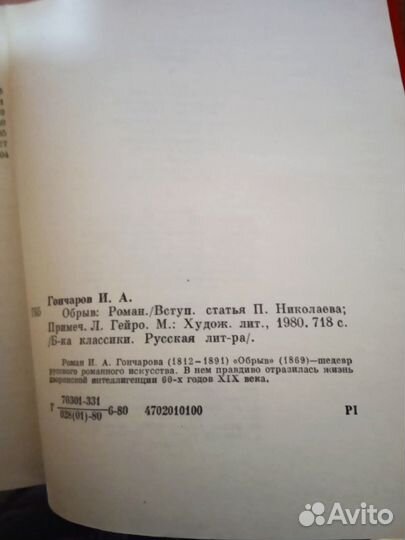 04
Гончаров И. А.
Обрыв: Роман./Вступ. статья П. Николаева;
Примеч. Л. Гейро. М.: Худож. лит., 1980. 718 с.
/Б-ка классики. Русская лит-ра/.
Роман И. А. Гончарова (1812—1891) «Обрыв» (1869)—шедевр
русского романного искусства. В нем правдиво отразилась жизнь
дворянской интеллигенции 60-х годов XIX века.
70301-331
Г 028(01)-80 6-80 4702010100 Р1
Avito